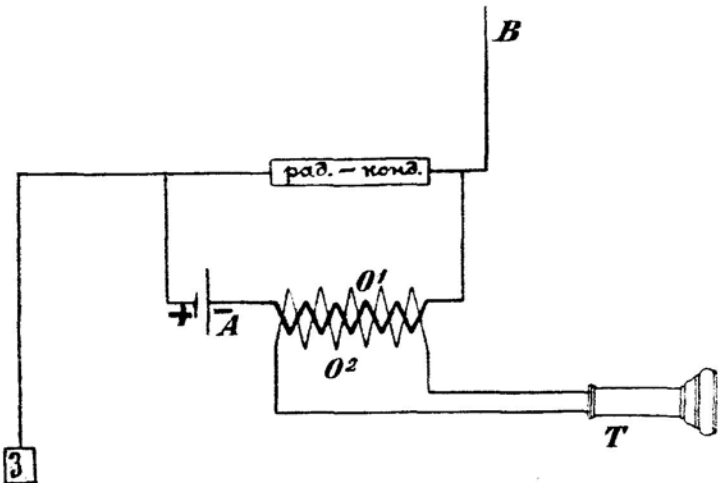 B
рад. – конд.
O¹
+ – A
O²
T
З